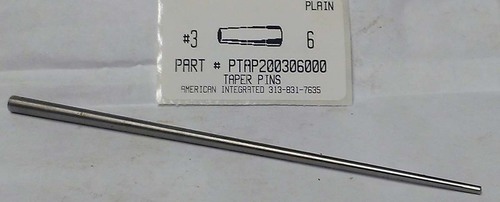 PLAIN
#3 6
PART # PTAP200306000
TAPER PINS
AMERICAN INTEGRATED 313-831-7635